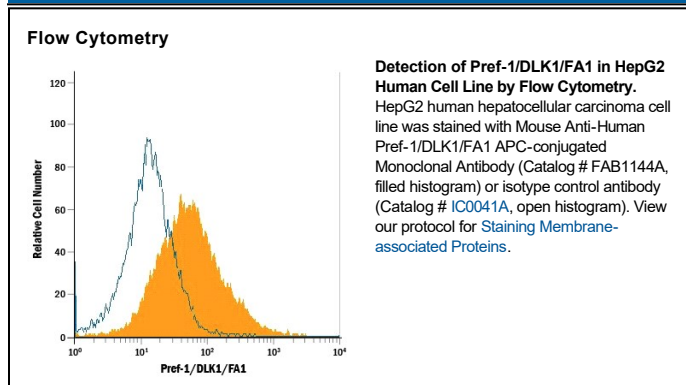 Flow Cytometry
Detection of Pref-1/DLK1/FA1 in HepG2
Human Cell Line by Flow Cytometry.
HepG2 human hepatocellular carcinoma cell
line was stained with Mouse Anti-Human
Pref-1/DLK1/FA1 APC-conjugated
Monoclonal Antibody (Catalog # FAB1144A,
filled histogram) or isotype control antibody
(Catalog # IC0041A, open histogram). View
our protocol for Staining Membrane-
associated Proteins.
Relative Cell Number
120
100
80
60
40
20
0
10⁰ 10¹ 10² 10³ 10⁴
Pref-1/DLK1/FA1